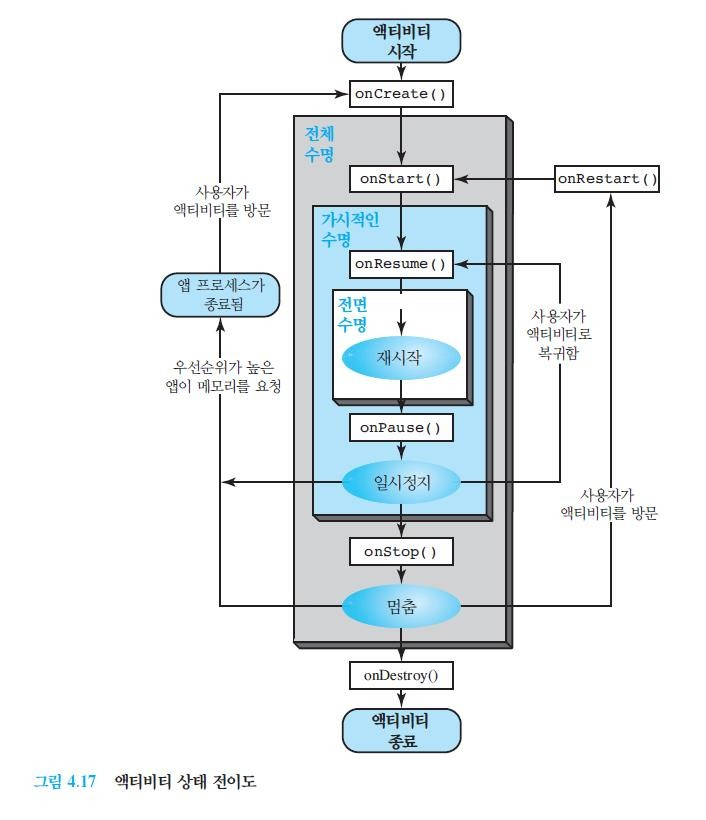 액티비티
시작
onCreate()
전체
수명
onStart()
onRestart()
사용자가
액티비티를 방문
가시적인
수명
onResume()
앱 프로세스가
종료됨
전면
수명
사용자가
액티비티로
복귀함
재시작
우선순위가 높은
앱이 메모리를 요청
onPause()
일시정지
사용자가
액티비티를 방문
onStop()
멈춤
onDestroy()
액티비티
종료
그림 4.17 액티비티 상태 전이도